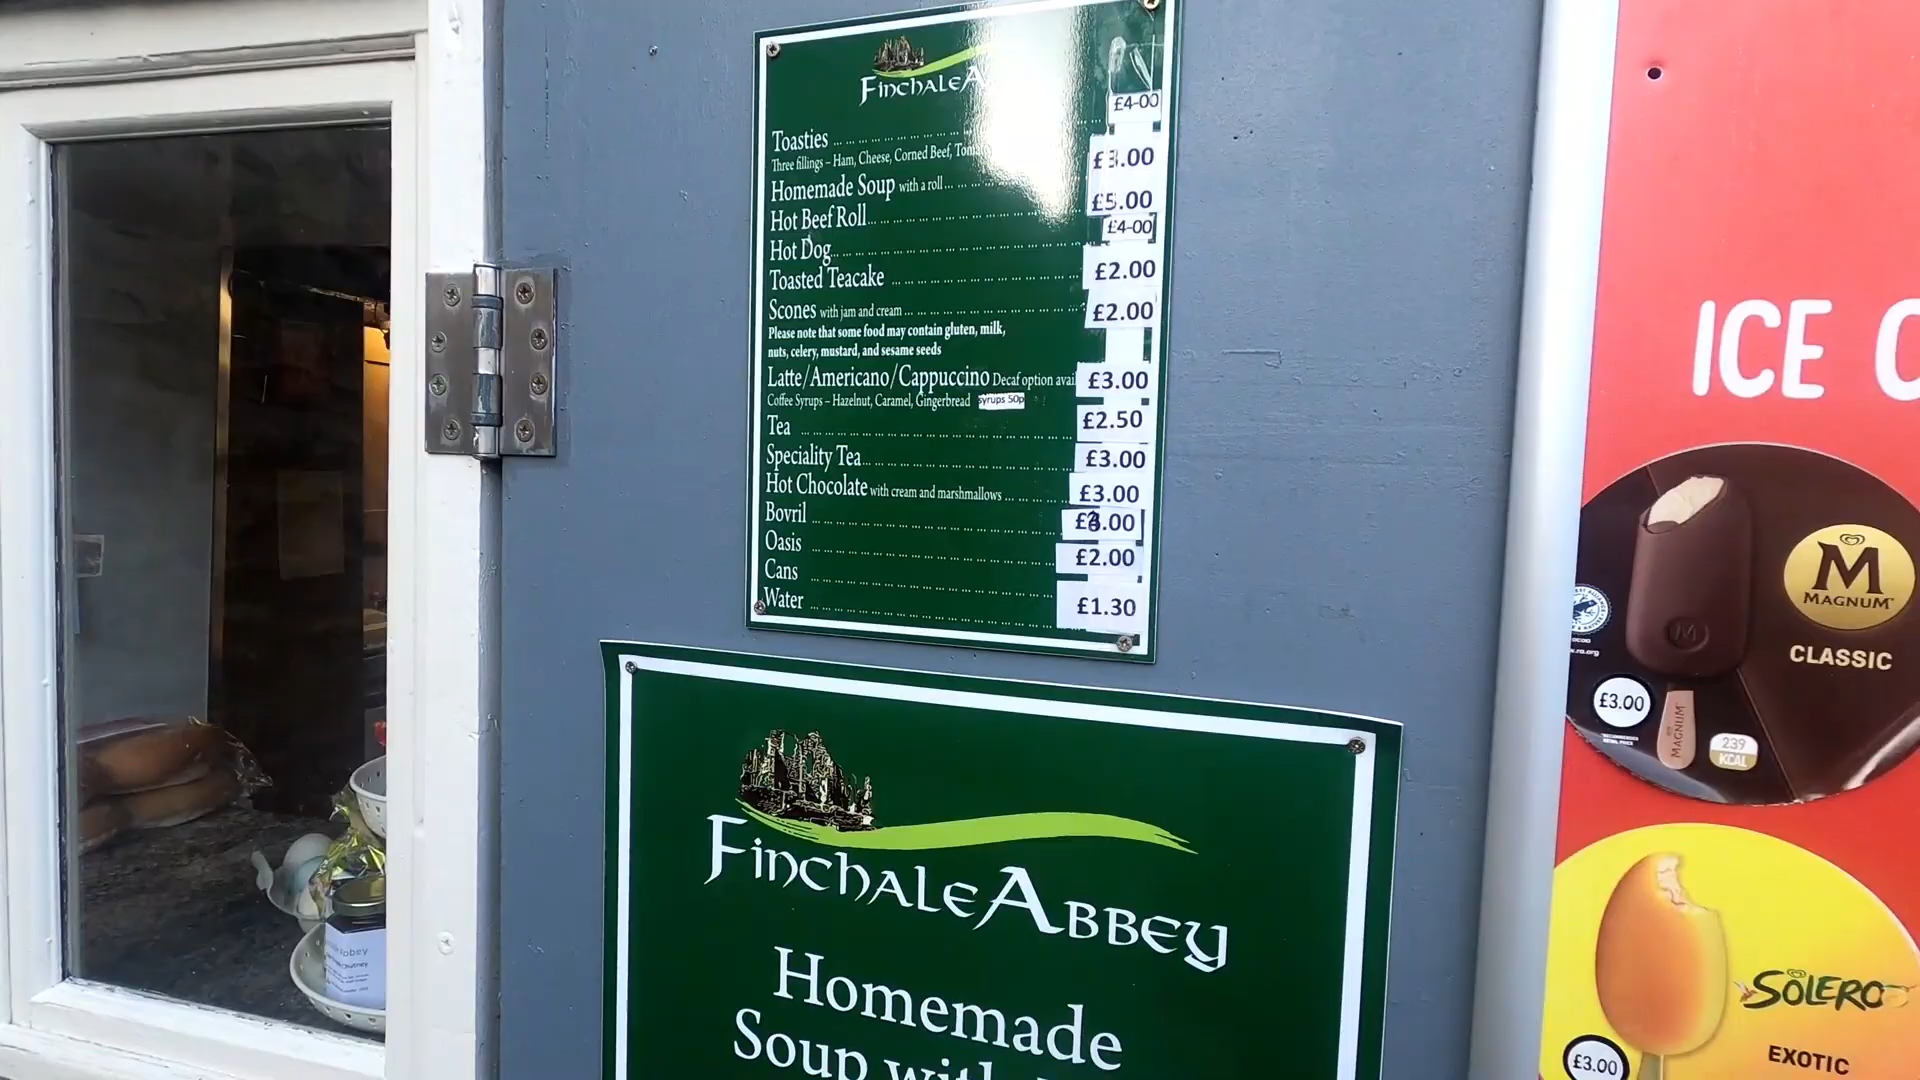 FinchaleA
£4-00
Toasties
Three fillings – Ham, Cheese, Corned Beef,
£3.00
Homemade Soup with a roll
£5.00
Hot Beef Roll
£4-00
Hot Dog
Toasted Teacake £2.00
Scones with jam and cream £2.00
Please note that some food may contain gluten, milk,
nuts, celery, mustard, and sesame seeds
Latte/Americano/Cappuccino Decaf option avai £3.00
Coffee Syrups – Hazelnut, Caramel, Gingerbread syrups 50p
Tea £2.50
Speciality Tea £3.00
Hot Chocolate with cream and marshmallows £3.00
Bovril
Oasis £2.00
Cans
Water £1.30
Finchale Abbey
Homemade
Soup with
ICE C
M
MAGNUM
CLASSIC
£3.00
MAGNUM
239
KCAL
SOLERO
EXOTIC
£3.00